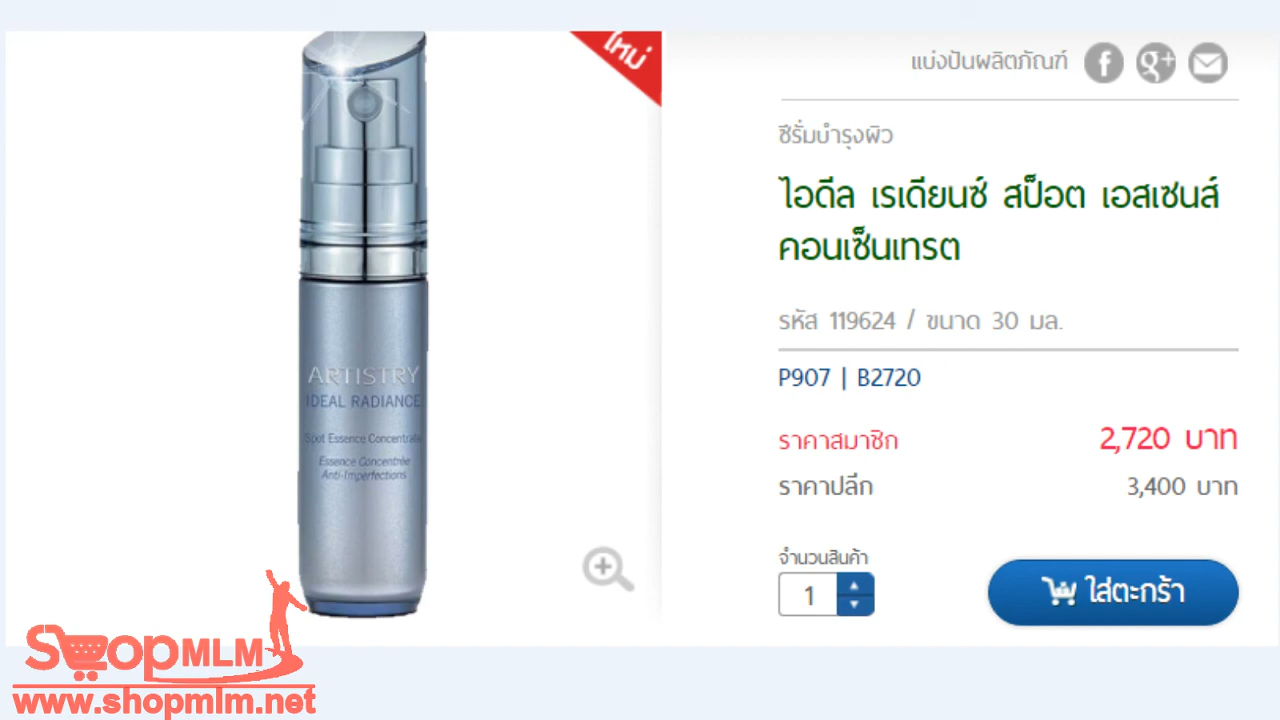 ใหม่
ARTISTRY
IDEAL RADIANCE
Spot Essence Concentrate
Essence Concentrée
Anti-Imperfections
แบ่งปันผลิตภัณฑ์
f
g+
ซีรั่มบำรุงผิว
ไอดีล เรเดียนซ์ สป็อต เอสเซนส์
คอนเซ็นเทรต
รหัส 119624 / ขนาด 30 มล.
P907 | B2720
ราคาสมาชิก 2,720 บาท
ราคาปลีก 3,400 บาท
จำนวนสินค้า
1
ใส่ตะกร้า
ShopMLM
www.shopmlm.net